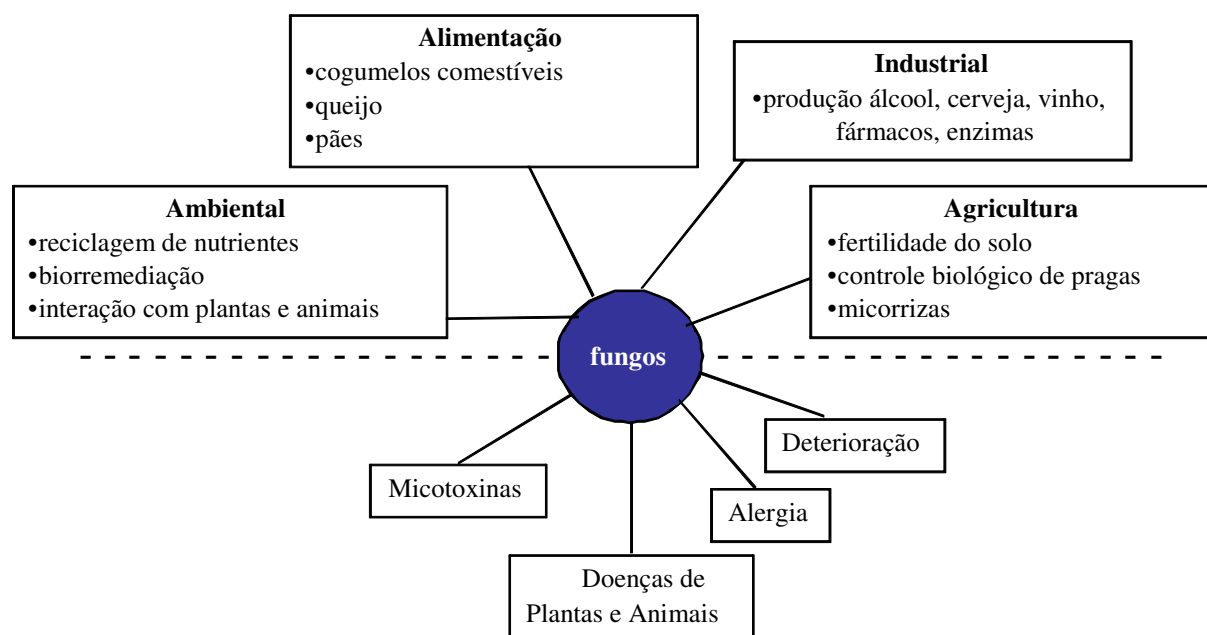 Alimentação
•cogumelos comestíveis
•queijo
•pães
Industrial
•produção álcool, cerveja, vinho,
fármacos, enzimas
Ambiental
•reciclagem de nutrientes
•biorremediação
•interação com plantas e animais
Agricultura
•fertilidade do solo
•controle biológico de pragas
•micorrizas
fungos
Deterioração
Micotoxinas
Alergia
Doenças de
Plantas e Animais